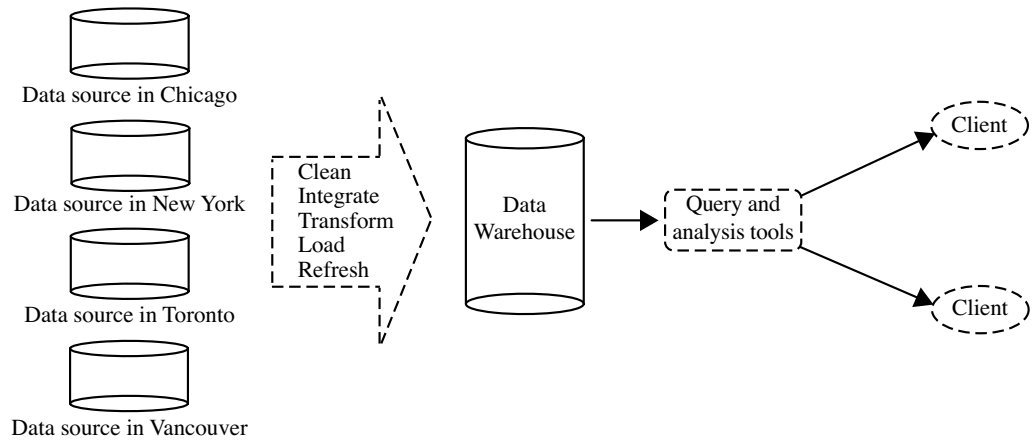 Data source in Chicago
Data source in New York
Data source in Toronto
Data source in Vancouver
Clean
Integrate
Transform
Load
Refresh
Data
Warehouse
Query and
analysis tools
Client
Client